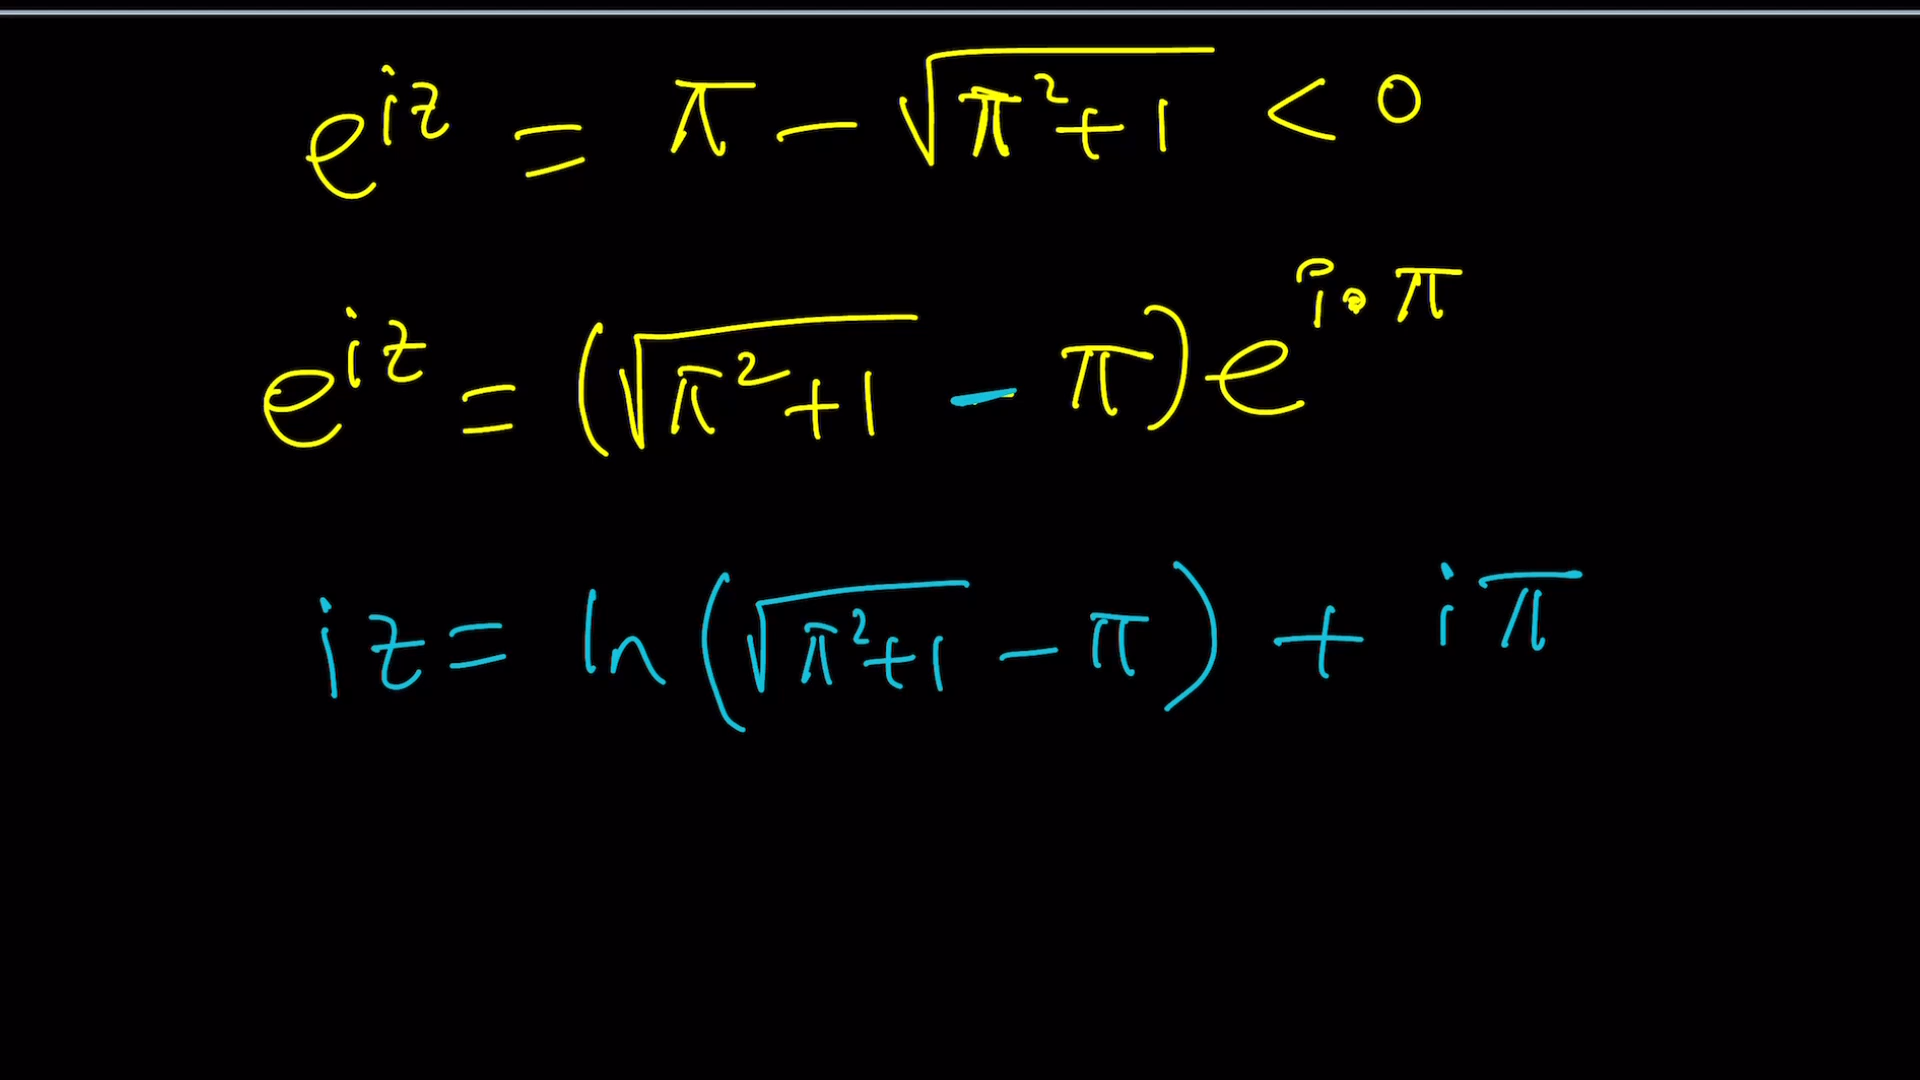 e^{iz} = π - √(π²+1) < 0
e^{iz} = (√(π²+1) - π) e^{i·π}
iz = ln(√(π²+1) - π) + iπ